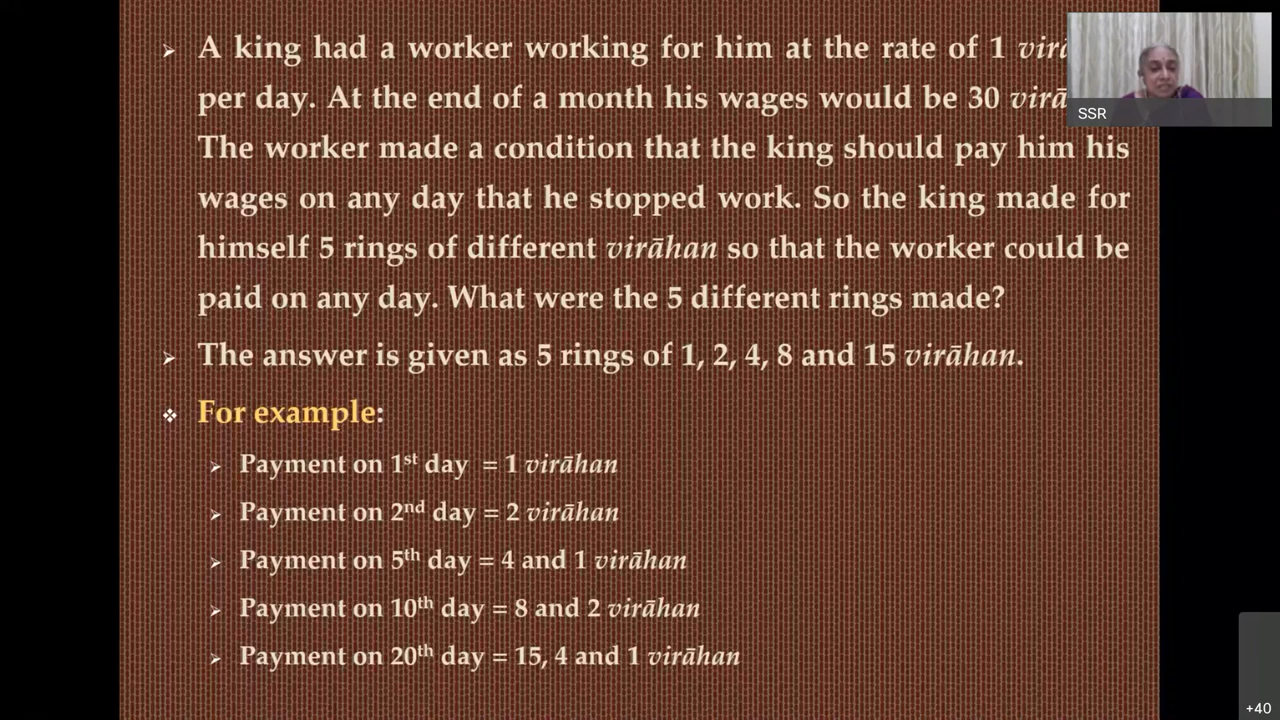 ➢ A king had a worker working for him at the rate of 1
per day. At the end of a month his wages would be 30
The worker made a condition that the king should pay him his
wages on any day that he stopped work. So the king made for
himself 5 rings of different virāhan so that the worker could be
paid on any day. What were the 5 different rings made?
➢ The answer is given as 5 rings of 1, 2, 4, 8 and 15 virāhan.
❖ For example:
➢ Payment on 1st day = 1 virāhan
➢ Payment on 2nd day = 2 virāhan
➢ Payment on 5th day = 4 and 1 virāhan
➢ Payment on 10th day = 8 and 2 virāhan
➢ Payment on 20th day = 15, 4 and 1 virāhan
SSR
+40